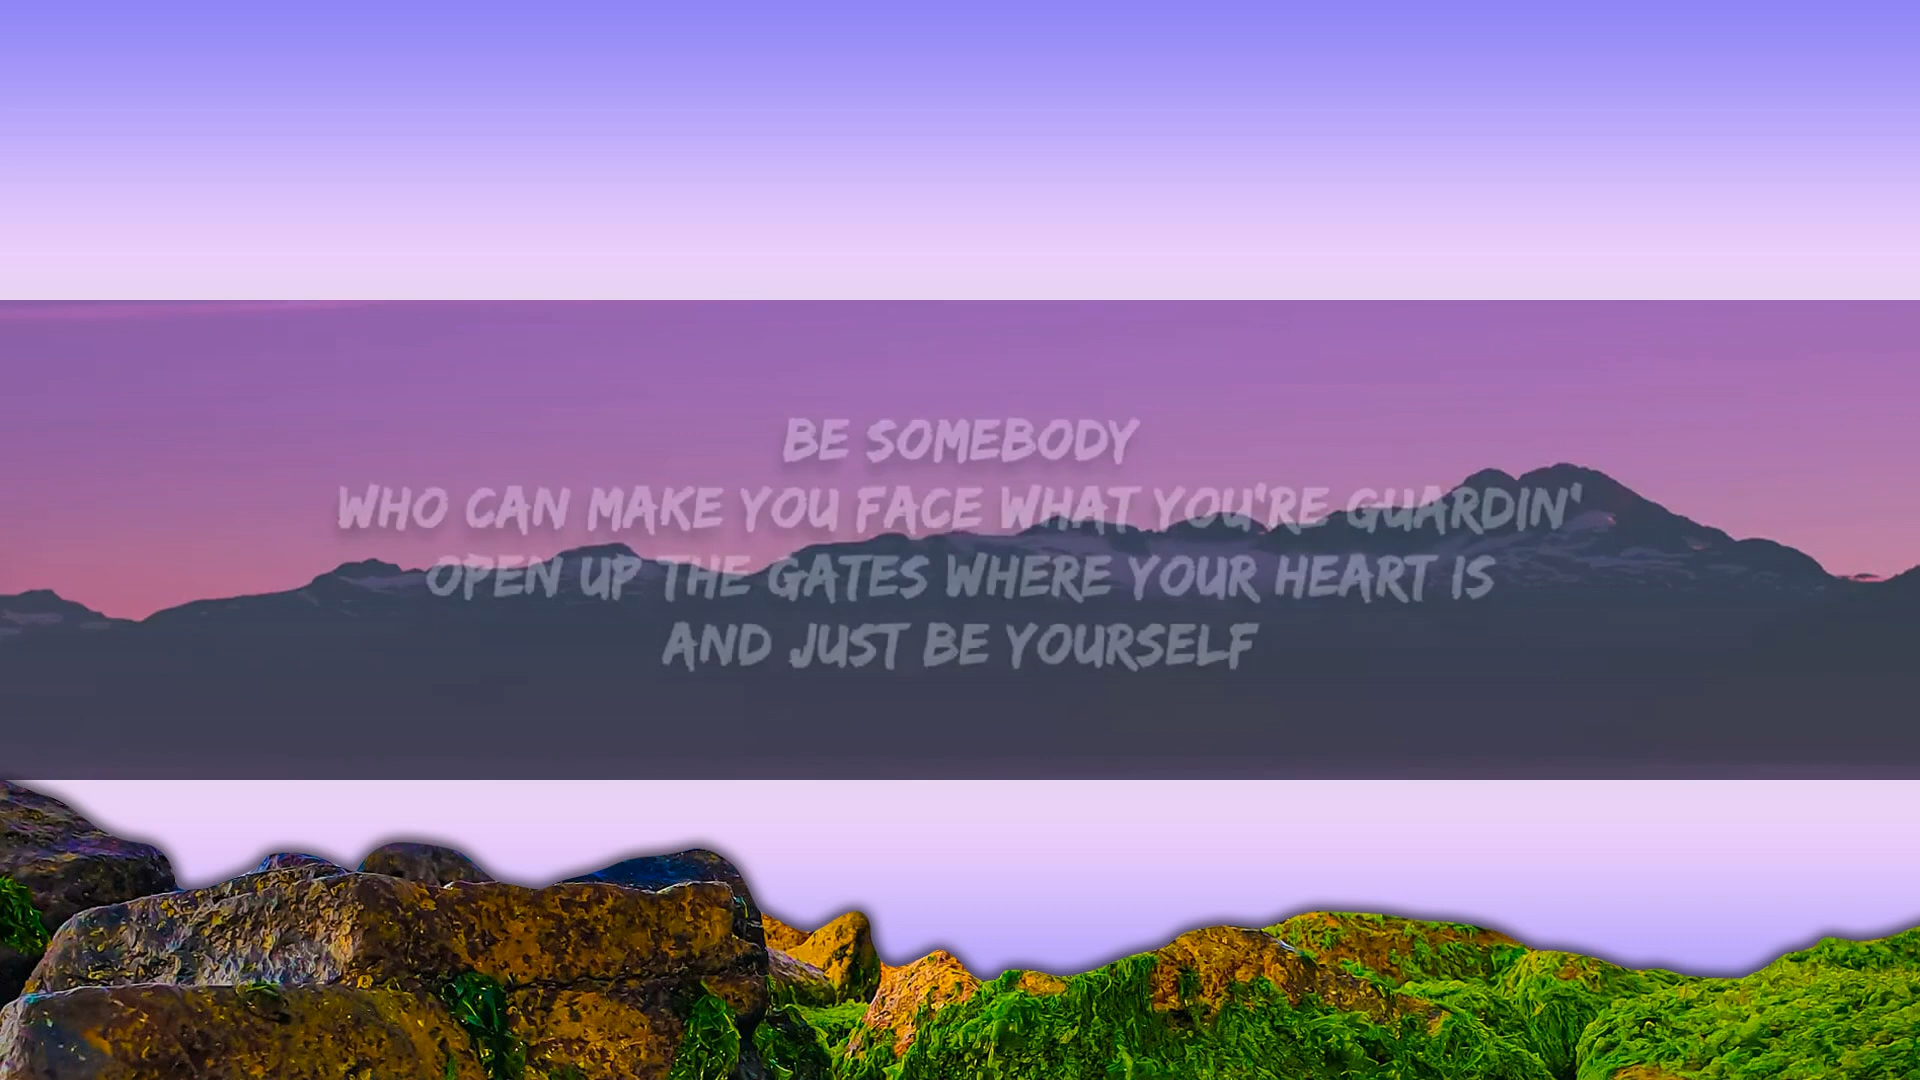 BE SOMEBODY
WHO CAN MAKE YOU FACE WHAT YOU'RE GUARDIN'
OPEN UP THE GATES WHERE YOUR HEART IS
AND JUST BE YOURSELF